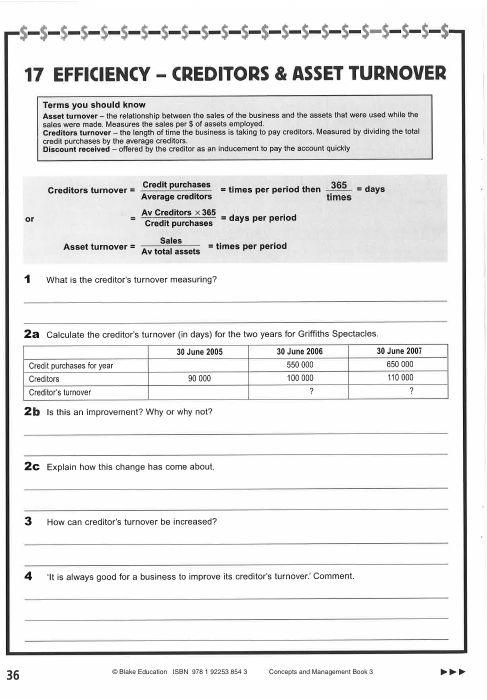 17 EFFICIENCY – CREDITORS & ASSET TURNOVER
Terms you should know
Asset turnover – the relationship between the sales of the business and the assets that were used while the
sales were made. Measures the sales per $ of assets employed.
Creditors turnover – the length of time the business is taking to pay creditors. Measured by dividing the total
credit purchases by the average creditors.
Discount received – offered by the creditor as an inducement to pay the account quickly
Creditors turnover = Credit purchases / Average creditors = times per period then 365 / times = days
or = Av Creditors × 365 / Credit purchases = days per period
Asset turnover = Sales / Av total assets = times per period
1 What is the creditor's turnover measuring?
2a Calculate the creditor's turnover (in days) for the two years for Griffiths Spectacles.
30 June 2005 30 June 2006 30 June 2007
Credit purchases for year 550 000 650 000
Creditors 90 000 100 000 110 000
Creditor's turnover ? ?
2b Is this an improvement? Why or why not?
2c Explain how this change has come about.
3 How can creditor's turnover be increased?
4 'It is always good for a business to improve its creditor's turnover.' Comment.
36 © Blake Education ISBN 978 1 92253 854 3 Concepts and Management Book 3